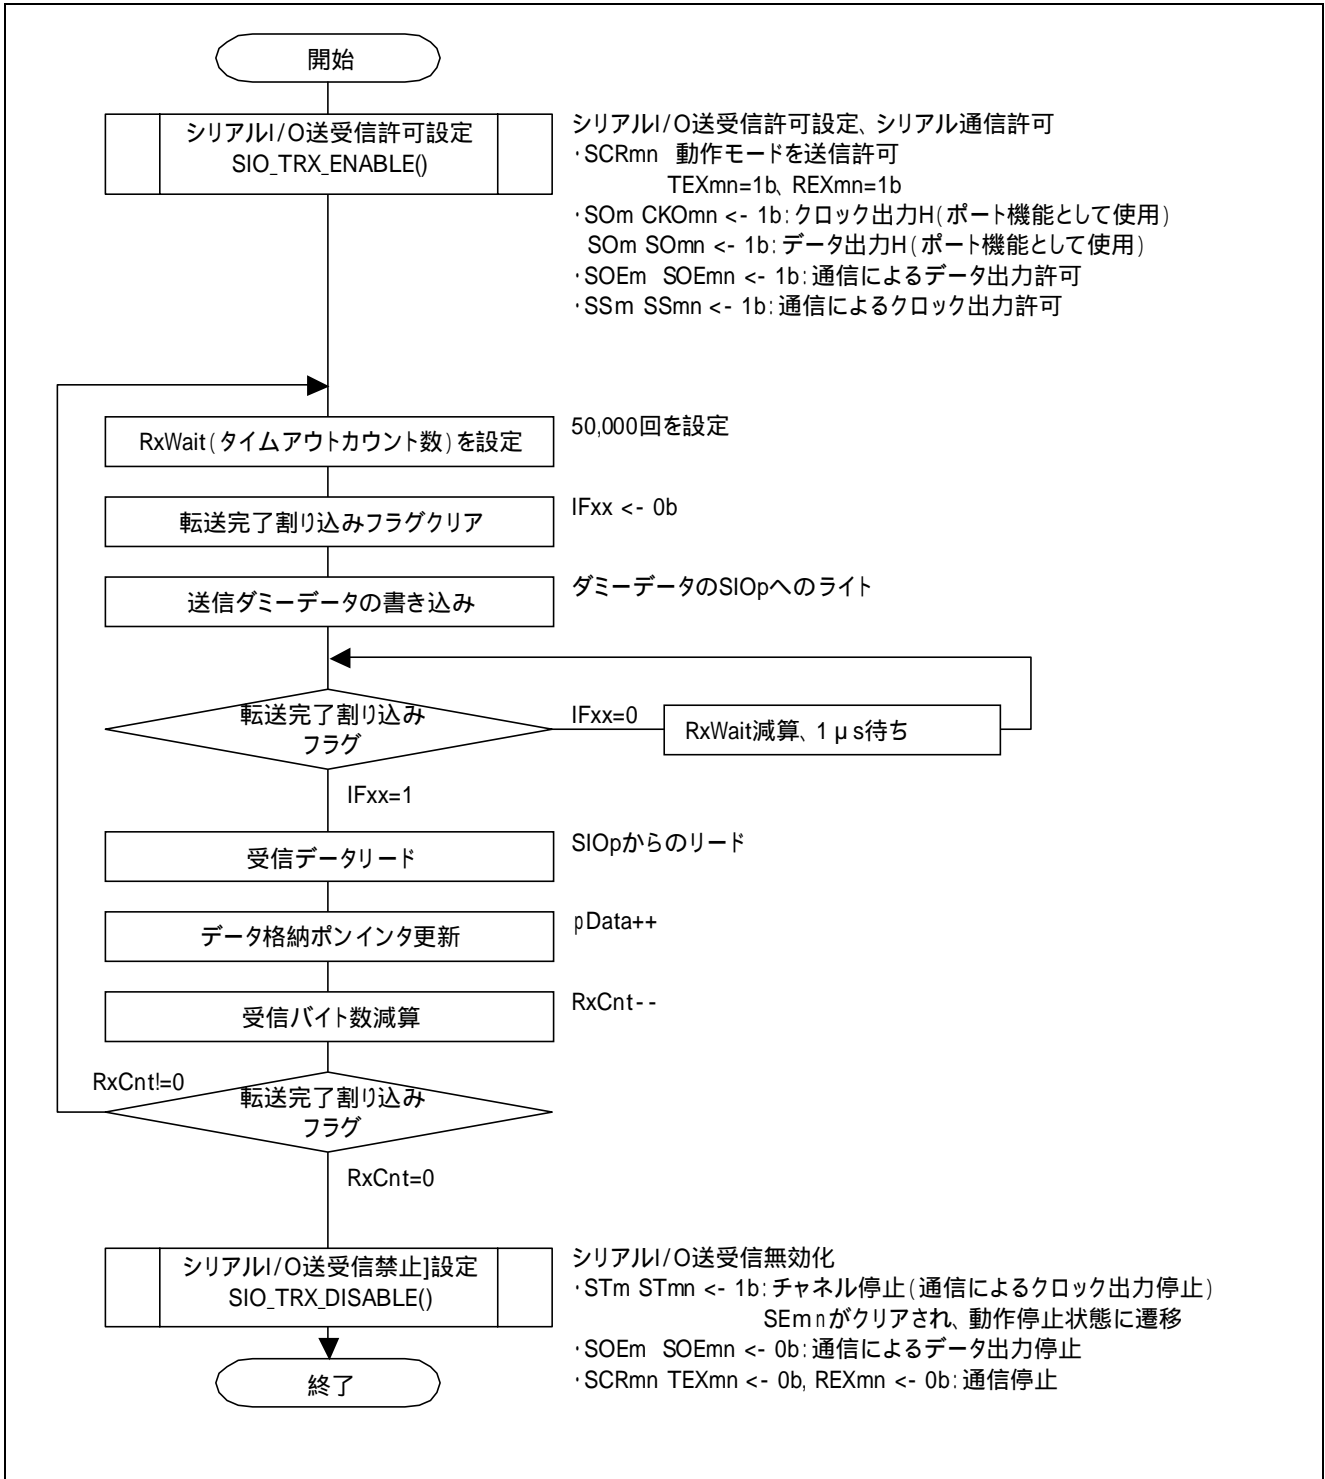 開始
シリアルI/O送受信許可設定
SIO_TRX_ENABLE()
シリアルI/O送受信許可設定、シリアル通信許可
・SCRmn 動作モードを送信許可
TEXmn=1b、REXmn=1b
・SOm CKOmn <- 1b:クロック出力H(ポート機能として使用)
SOm SOmn <- 1b:データ出力H(ポート機能として使用)
・SOEm SOEmn <- 1b:通信によるデータ出力許可
・SSm SSmn <- 1b:通信によるクロック出力許可
RxWait(タイムアウトカウント数)を設定
50,000回を設定
転送完了割り込みフラグクリア
IFxx <- 0b
送信ダミーデータの書き込み
ダミーデータのSIOpへのライト
転送完了割り込み
フラグ
IFxx=0
RxWait減算、1μs待ち
IFxx=1
受信データリード
SIOpからのリード
データ格納ポンインタ更新
pData++
受信バイト数減算
RxCnt--
RxCnt!=0
転送完了割り込み
フラグ
RxCnt=0
シリアルI/O送受信禁止]設定
SIO_TRX_DISABLE()
シリアルI/O送受信無効化
・STm STmn <- 1b:チャネル停止(通信によるクロック出力停止)
SEmnがクリアされ、動作停止状態に遷移
・SOEm SOEmn <- 0b:通信によるデータ出力停止
・SCRmn TEXmn <- 0b, REXmn <- 0b:通信停止
終了